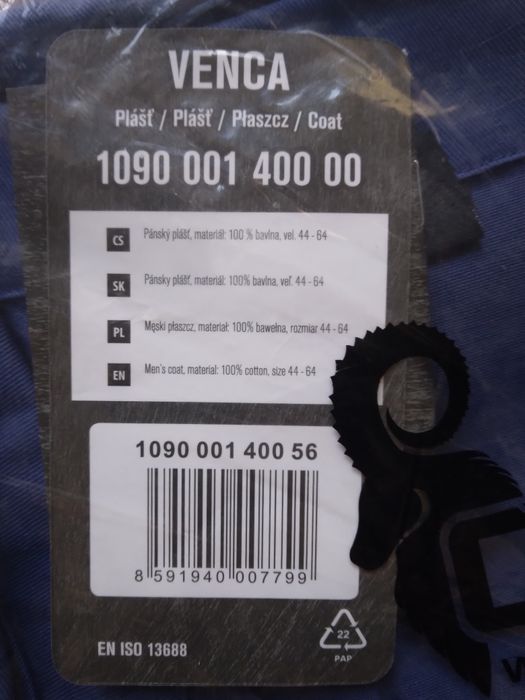 VENCA
Plášť / Plášť / Płaszcz / Coat
1090 001 400 00
CS Pánský plášť, materiál: 100 % bavlna, vel. 44 - 64
SK Pánsky plášť, materiál: 100% bavlna, veľ. 44 - 64
PL Męski płaszcz, materiał: 100% bawełna, rozmiar 44 - 64
EN Men's coat, material: 100% cotton, size 44 - 64
1090 001 400 56
8 591940 007799
EN ISO 13688
22
PAP